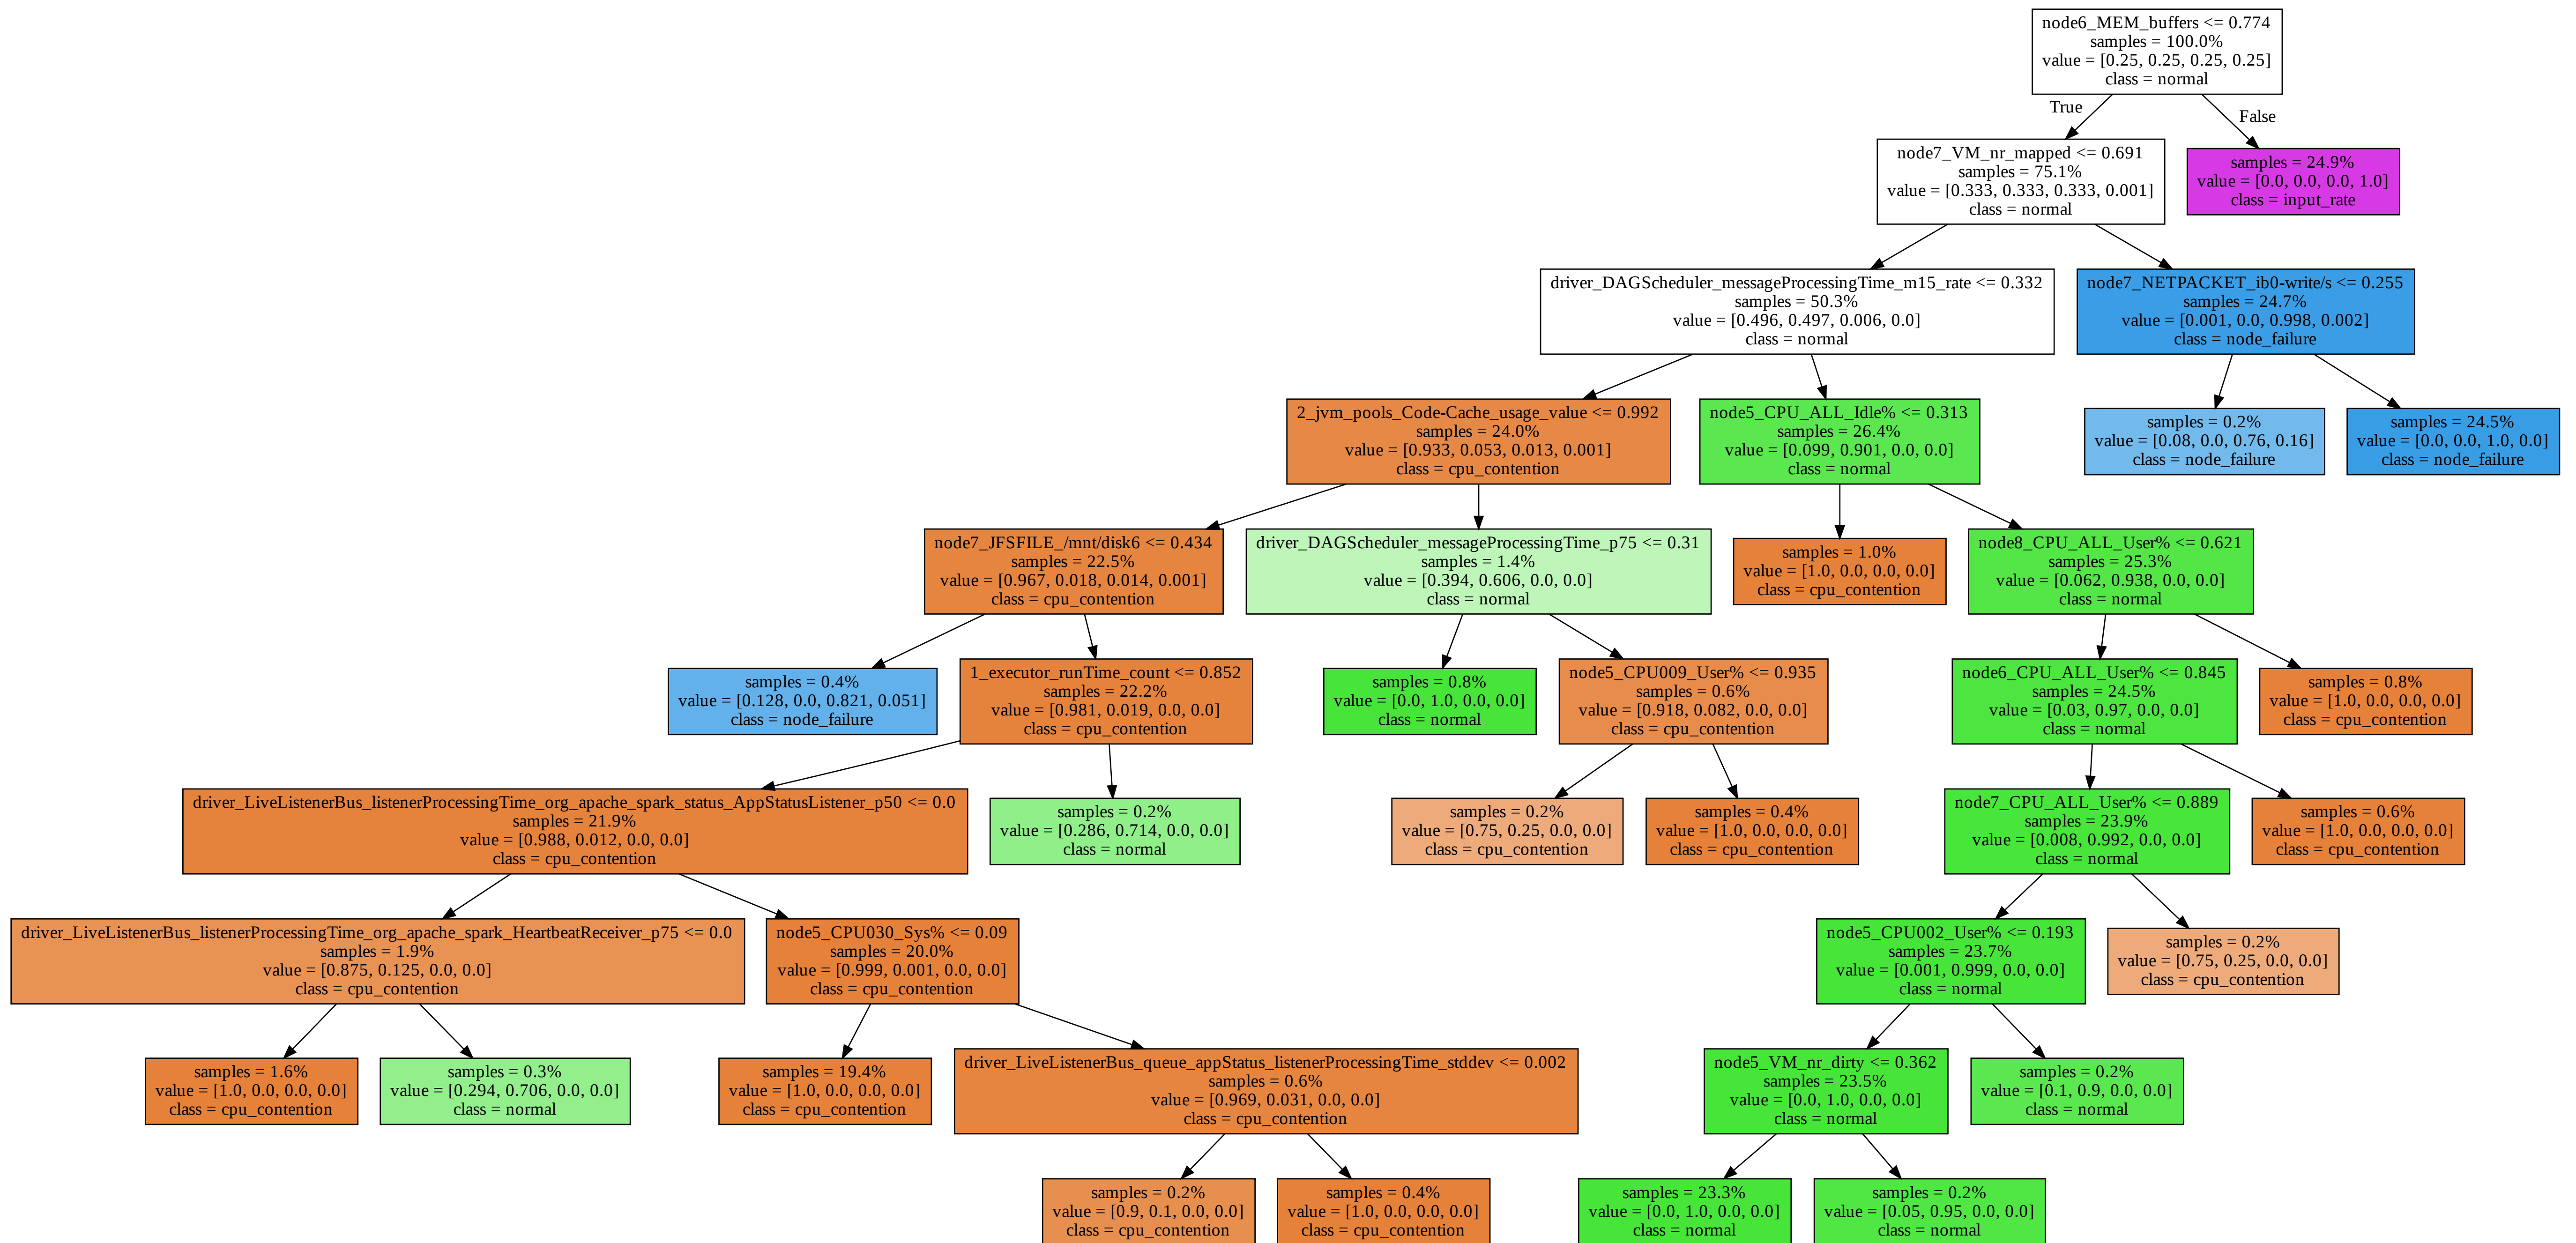 node6_MEM_buffers <= 0.774
samples = 100.0%
value = [0.25, 0.25, 0.25, 0.25]
class = normal
True
False
node7_VM_nr_mapped <= 0.691
samples = 75.1%
value = [0.333, 0.333, 0.333, 0.001]
class = normal
samples = 24.9%
value = [0.0, 0.0, 0.0, 1.0]
class = input_rate
driver_DAGScheduler_messageProcessingTime_m15_rate <= 0.332
samples = 50.3%
value = [0.496, 0.497, 0.006, 0.0]
class = normal
node7_NETPACKET_ib0-write/s <= 0.255
samples = 24.7%
value = [0.001, 0.0, 0.998, 0.002]
class = node_failure
2_jvm_pools_Code-Cache_usage_value <= 0.992
samples = 24.0%
value = [0.933, 0.053, 0.013, 0.001]
class = cpu_contention
node5_CPU_ALL_Idle% <= 0.313
samples = 26.4%
value = [0.099, 0.901, 0.0, 0.0]
class = normal
samples = 0.2%
value = [0.08, 0.0, 0.76, 0.16]
class = node_failure
samples = 24.5%
value = [0.0, 0.0, 1.0, 0.0]
class = node_failure
node7_JFSFILE_/mnt/disk6 <= 0.434
samples = 22.5%
value = [0.967, 0.018, 0.014, 0.001]
class = cpu_contention
driver_DAGScheduler_messageProcessingTime_p75 <= 0.31
samples = 1.4%
value = [0.394, 0.606, 0.0, 0.0]
class = normal
samples = 1.0%
value = [1.0, 0.0, 0.0, 0.0]
class = cpu_contention
node8_CPU_ALL_User% <= 0.621
samples = 25.3%
value = [0.062, 0.938, 0.0, 0.0]
class = normal
samples = 0.4%
value = [0.128, 0.0, 0.821, 0.051]
class = node_failure
1_executor_runTime_count <= 0.852
samples = 22.2%
value = [0.981, 0.019, 0.0, 0.0]
class = cpu_contention
samples = 0.8%
value = [0.0, 1.0, 0.0, 0.0]
class = normal
node5_CPU009_User% <= 0.935
samples = 0.6%
value = [0.918, 0.082, 0.0, 0.0]
class = cpu_contention
node6_CPU_ALL_User% <= 0.845
samples = 24.5%
value = [0.03, 0.97, 0.0, 0.0]
class = normal
samples = 0.8%
value = [1.0, 0.0, 0.0, 0.0]
class = cpu_contention
driver_LiveListenerBus_listenerProcessingTime_org_apache_spark_status_AppStatusListener_p50 <= 0.0
samples = 21.9%
value = [0.988, 0.012, 0.0, 0.0]
class = cpu_contention
samples = 0.2%
value = [0.286, 0.714, 0.0, 0.0]
class = normal
samples = 0.2%
value = [0.75, 0.25, 0.0, 0.0]
class = cpu_contention
samples = 0.4%
value = [1.0, 0.0, 0.0, 0.0]
class = cpu_contention
node7_CPU_ALL_User% <= 0.889
samples = 23.9%
value = [0.008, 0.992, 0.0, 0.0]
class = normal
samples = 0.6%
value = [1.0, 0.0, 0.0, 0.0]
class = cpu_contention
driver_LiveListenerBus_listenerProcessingTime_org_apache_spark_HeartbeatReceiver_p75 <= 0.0
samples = 1.9%
value = [0.875, 0.125, 0.0, 0.0]
class = cpu_contention
node5_CPU030_Sys% <= 0.09
samples = 20.0%
value = [0.999, 0.001, 0.0, 0.0]
class = cpu_contention
node5_CPU002_User% <= 0.193
samples = 23.7%
value = [0.001, 0.999, 0.0, 0.0]
class = normal
samples = 0.2%
value = [0.75, 0.25, 0.0, 0.0]
class = cpu_contention
samples = 1.6%
value = [1.0, 0.0, 0.0, 0.0]
class = cpu_contention
samples = 0.3%
value = [0.294, 0.706, 0.0, 0.0]
class = normal
samples = 19.4%
value = [1.0, 0.0, 0.0, 0.0]
class = cpu_contention
driver_LiveListenerBus_queue_appStatus_listenerProcessingTime_stddev <= 0.002
samples = 0.6%
value = [0.969, 0.031, 0.0, 0.0]
class = cpu_contention
node5_VM_nr_dirty <= 0.362
samples = 23.5%
value = [0.0, 1.0, 0.0, 0.0]
class = normal
samples = 0.2%
value = [0.1, 0.9, 0.0, 0.0]
class = normal
samples = 0.2%
value = [0.9, 0.1, 0.0, 0.0]
class = cpu_contention
samples = 0.4%
value = [1.0, 0.0, 0.0, 0.0]
class = cpu_contention
samples = 23.3%
value = [0.0, 1.0, 0.0, 0.0]
class = normal
samples = 0.2%
value = [0.05, 0.95, 0.0, 0.0]
class = normal